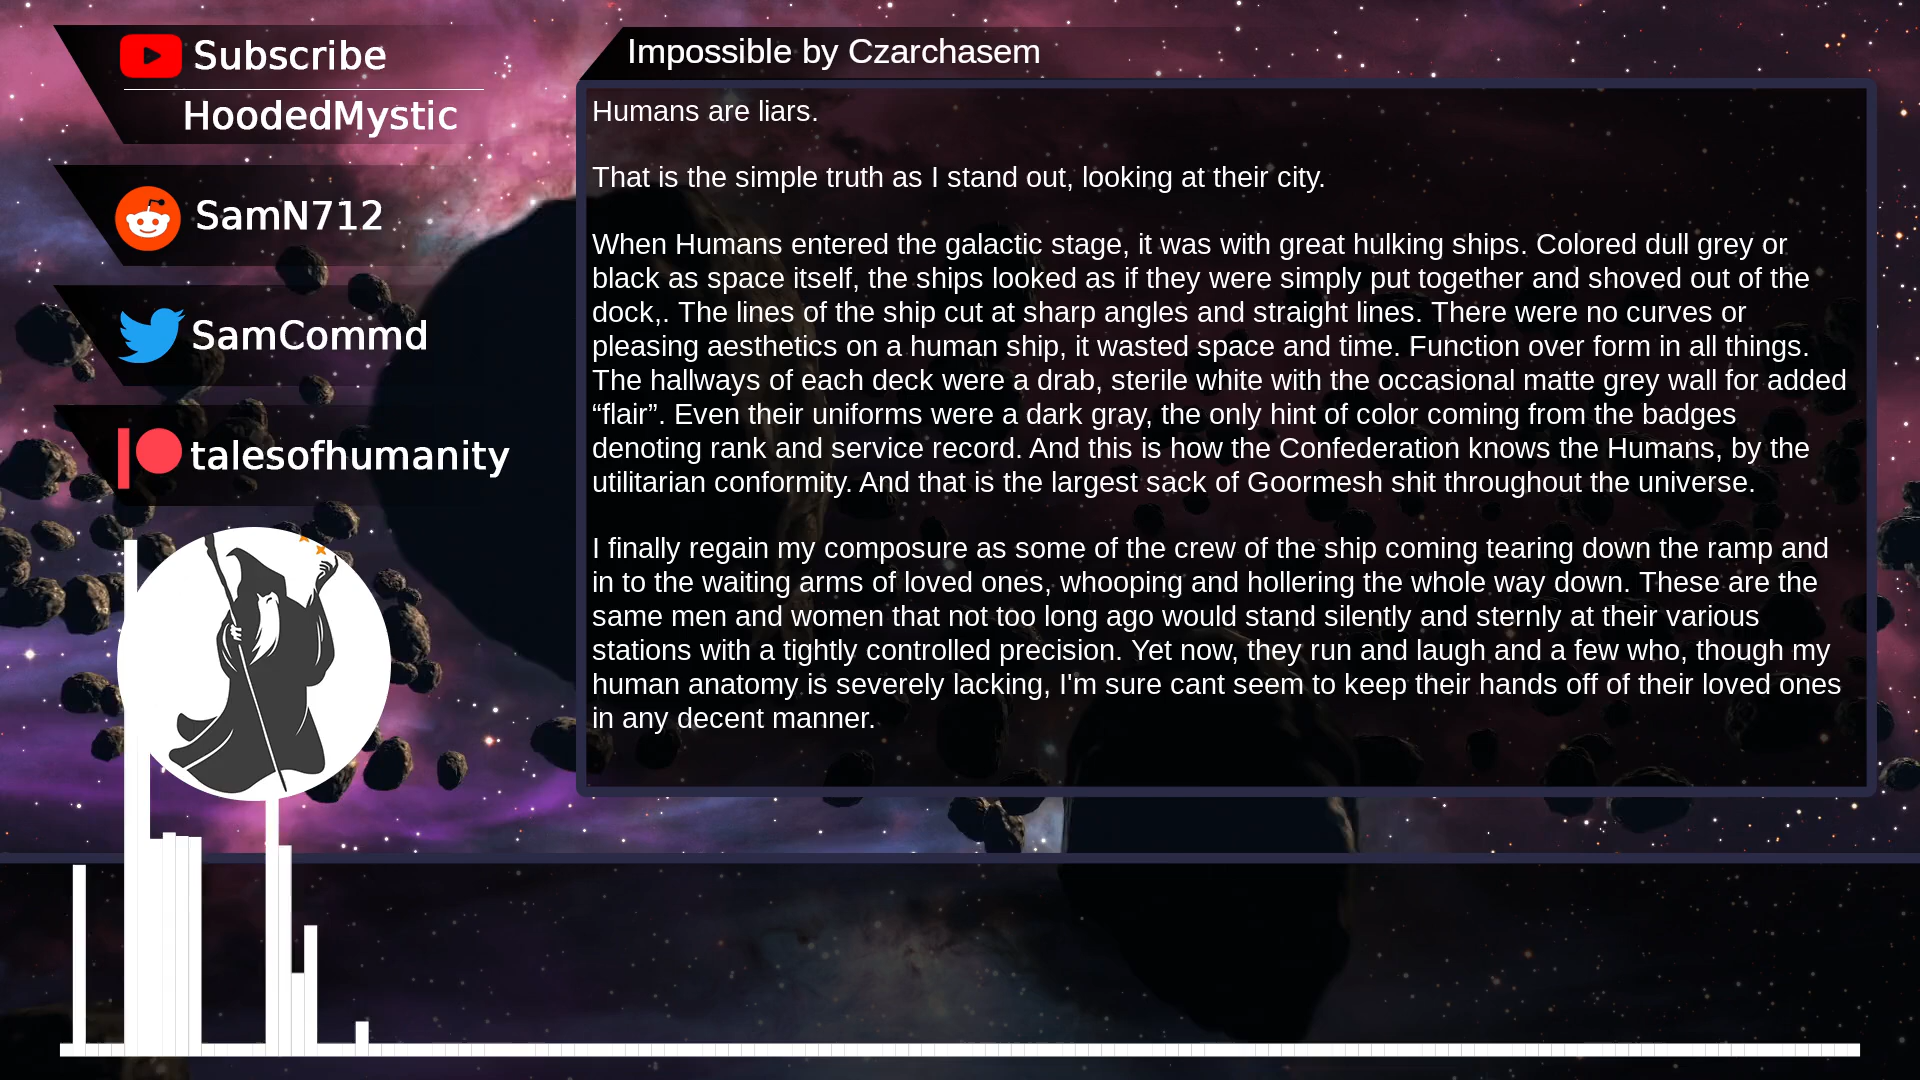 Subscribe
HoodedMystic
SamN712
SamCommd
talesofhumanity
Impossible by Czarchasem
Humans are liars.
That is the simple truth as I stand out, looking at their city.
When Humans entered the galactic stage, it was with great hulking ships. Colored dull grey or
black as space itself, the ships looked as if they were simply put together and shoved out of the
dock,. The lines of the ship cut at sharp angles and straight lines. There were no curves or
pleasing aesthetics on a human ship, it wasted space and time. Function over form in all things.
The hallways of each deck were a drab, sterile white with the occasional matte grey wall for added
“flair”. Even their uniforms were a dark gray, the only hint of color coming from the badges
denoting rank and service record. And this is how the Confederation knows the Humans, by the
utilitarian conformity. And that is the largest sack of Goormesh shit throughout the universe.
I finally regain my composure as some of the crew of the ship coming tearing down the ramp and
in to the waiting arms of loved ones, whooping and hollering the whole way down. These are the
same men and women that not too long ago would stand silently and sternly at their various
stations with a tightly controlled precision. Yet now, they run and laugh and a few who, though my
human anatomy is severely lacking, I'm sure cant seem to keep their hands off of their loved ones
in any decent manner.